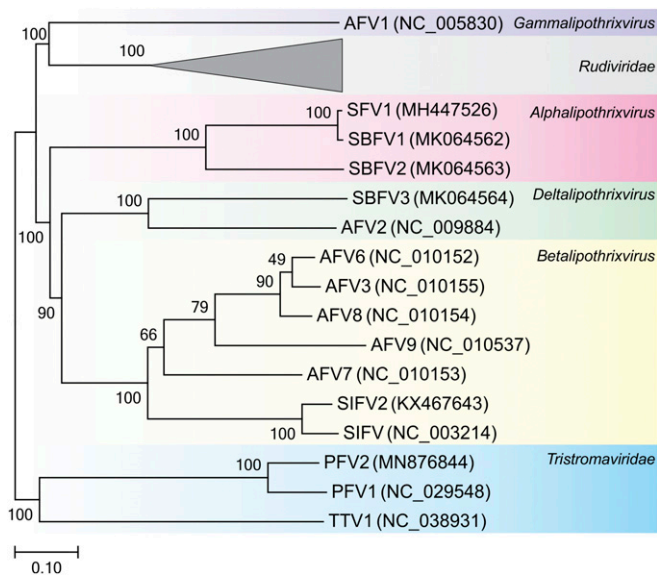 AFV1 (NC_005830) Gammalipothrixvirus
100
100
Rudiviridae
SFV1 (MH447526) Alphalipothrixvirus
100
SBFV1 (MK064562)
100
SBFV2 (MK064563)
SBFV3 (MK064564) Deltalipothrixvirus
100
100
AFV2 (NC_009884)
AFV6 (NC_010152) Betalipothrixvirus
49
AFV3 (NC_010155)
90
AFV8 (NC_010154)
90
79
66
AFV9 (NC_010537)
AFV7 (NC_010153)
100
SIFV2 (KX467643)
100
SIFV (NC_003214)
PFV2 (MN876844) Tristromaviridae
100
PFV1 (NC_029548)
100
TTV1 (NC_038931)
0.10